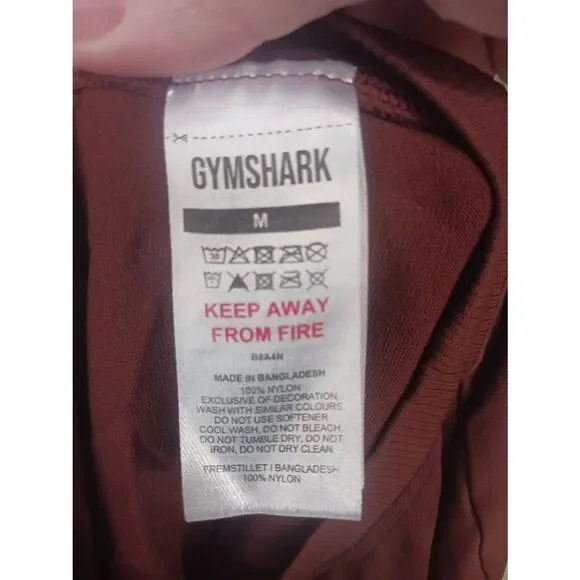 GYMSHARK
M
30
KEEP AWAY
FROM FIRE
B8A4N
MADE IN BANGLADESH
100% NYLON
EXCLUSIVE OF DECORATION,
WASH WITH SIMILAR COLOURS,
DO NOT USE SOFTENER
COOL WASH, DO NOT BLEACH,
DO NOT TUMBLE DRY, DO NOT
IRON, DO NOT DRY CLEAN
FREMSTILLET I BANGLADESH
100% NYLON